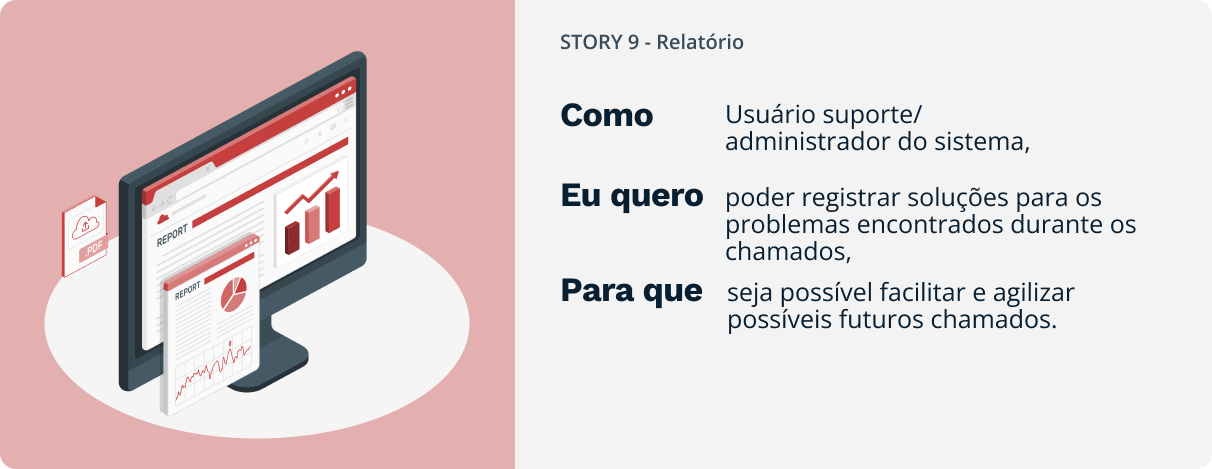 STORY 9 - Relatório
Como
Usuário suporte/
administrador do sistema,
Eu quero
poder registrar soluções para os
problemas encontrados durante os
chamados,
Para que
seja possível facilitar e agilizar
possíveis futuros chamados.
.PDF
REPORT
REPORT